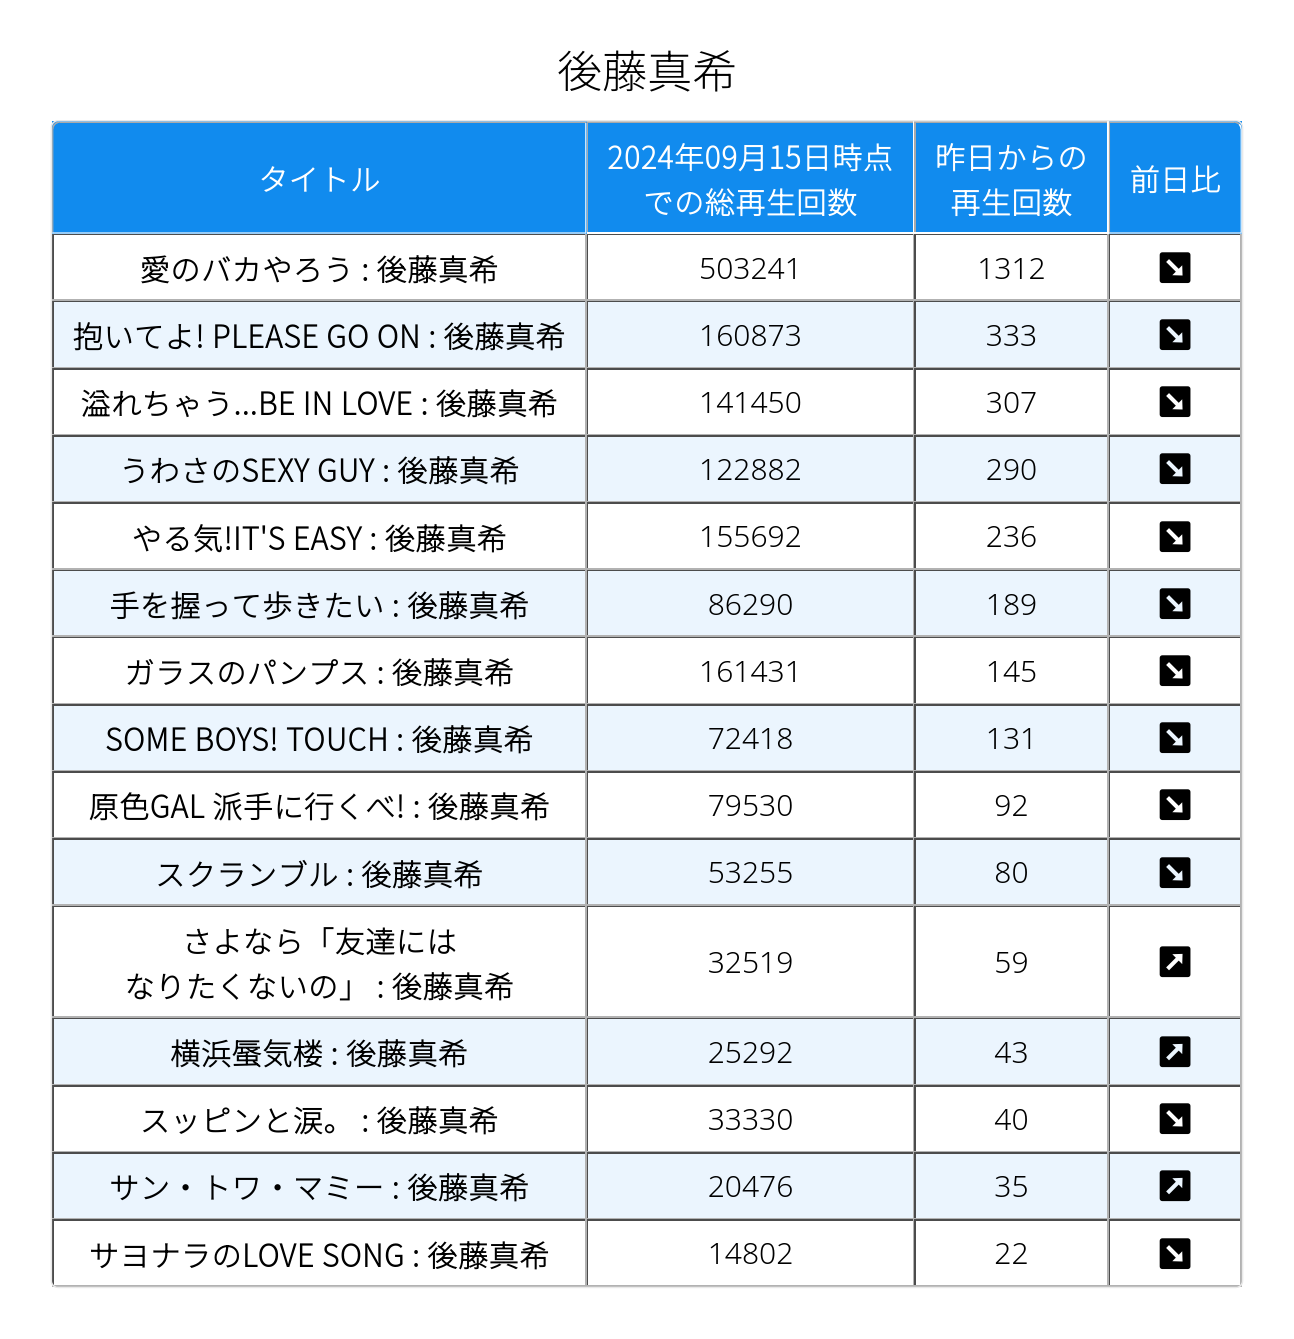 後藤真希
タイトル
2024年09月15日時点
での総再生回数
昨日からの
再生回数
前日比
愛のバカやろう : 後藤真希 503241 1312 ↘
抱いてよ! PLEASE GO ON : 後藤真希 160873 333 ↘
溢れちゃう...BE IN LOVE : 後藤真希 141450 307 ↘
うわさのSEXY GUY : 後藤真希 122882 290 ↘
やる気!IT'S EASY : 後藤真希 155692 236 ↘
手を握って歩きたい : 後藤真希 86290 189 ↘
ガラスのパンプス : 後藤真希 161431 145 ↘
SOME BOYS! TOUCH : 後藤真希 72418 131 ↘
原色GAL 派手に行くべ! : 後藤真希 79530 92 ↘
スクランブル : 後藤真希 53255 80 ↘
さよなら「友達には
なりたくないの」 : 後藤真希 32519 59 ↗
横浜蜃気楼 : 後藤真希 25292 43 ↗
スッピンと涙。 : 後藤真希 33330 40 ↘
サン・トワ・マミー : 後藤真希 20476 35 ↗
サヨナラのLOVE SONG : 後藤真希 14802 22 ↘